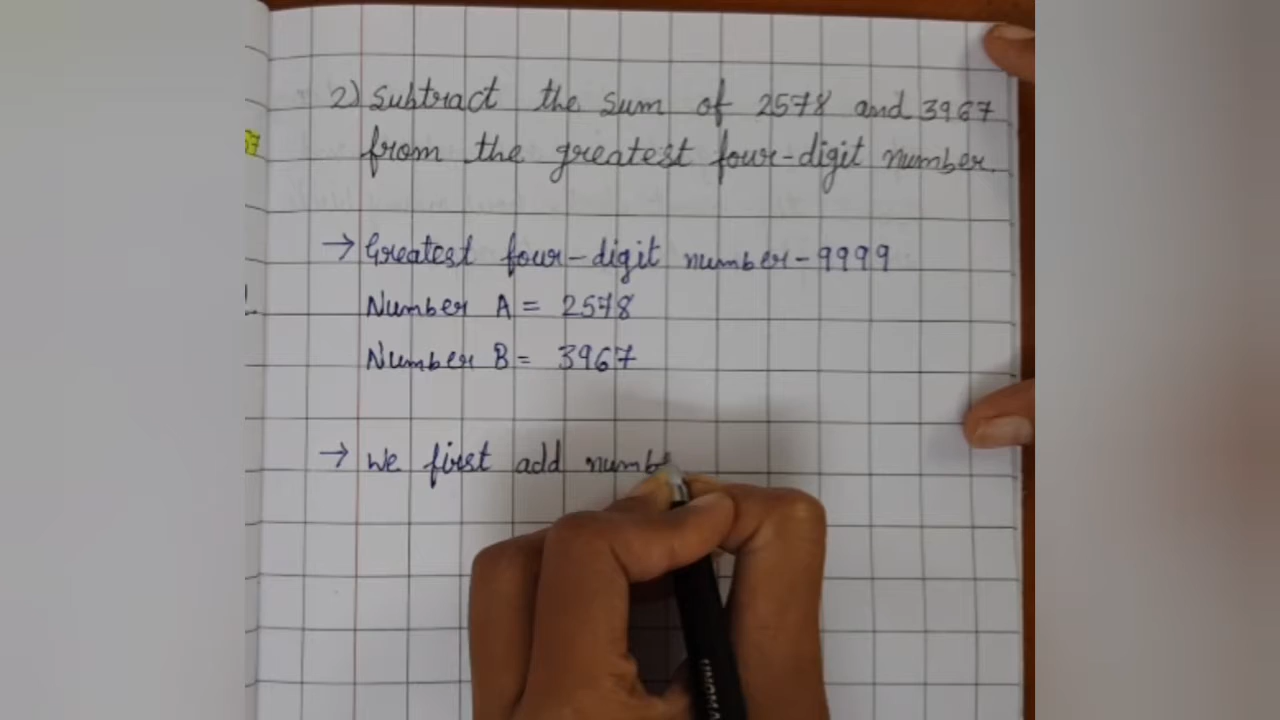 2) Subtract the sum of 2578 and 3967
from the greatest four-digit number.
→ Greatest four-digit number - 9999
Number A = 2578
Number B = 3967
→ We first add numb